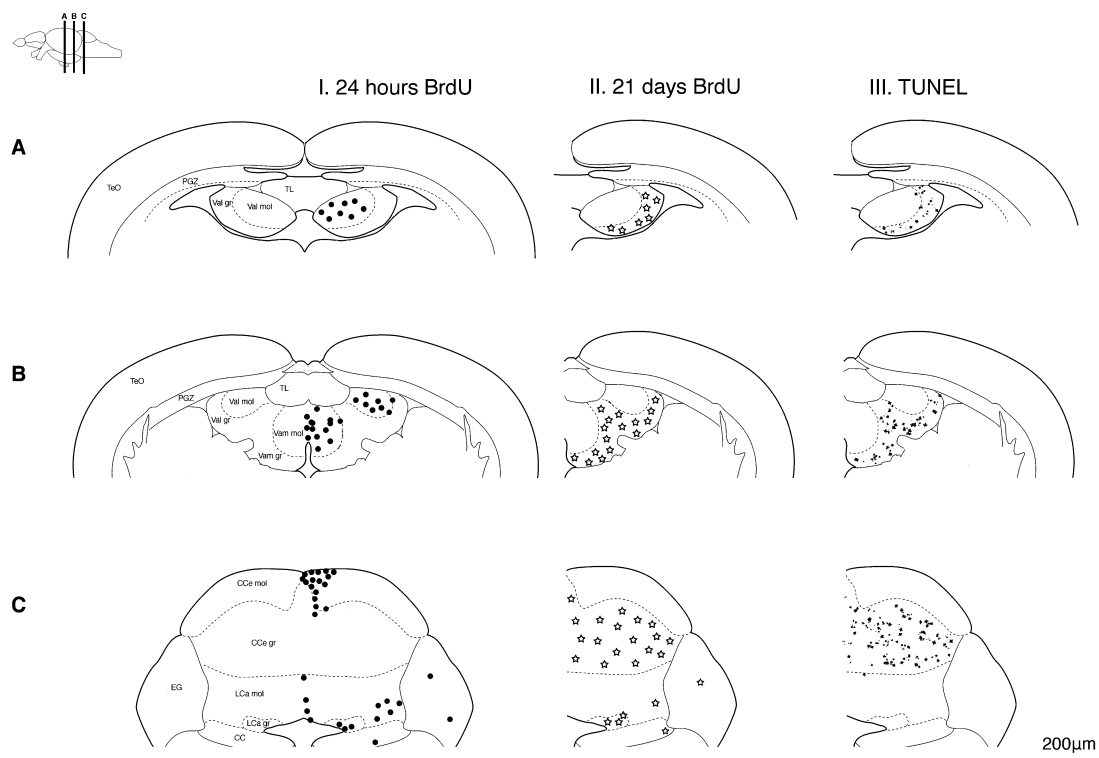 A B C
I. 24 hours BrdU
II. 21 days BrdU
III. TUNEL
A
TeO
PGZ
TL
Val gr
Val mol
B
TeO
PGZ
TL
Val mol
Val gr
Vam mol
Vam gr
C
CCe mol
CCe gr
EG
LCa mol
LCa gr
CC
200µm